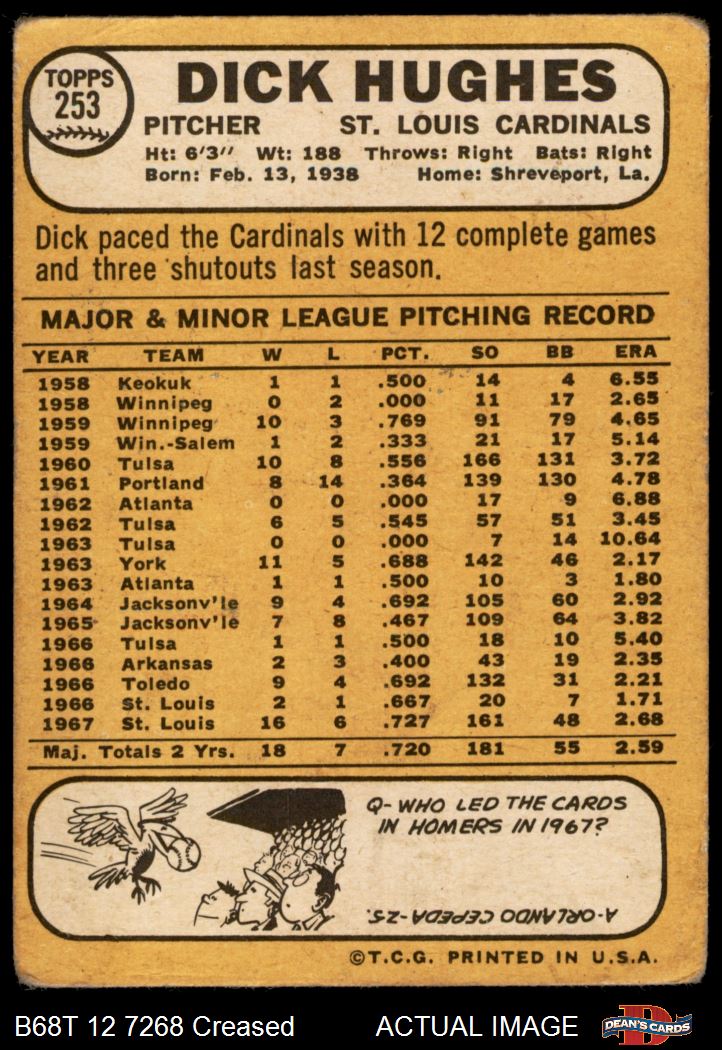 TOPPS
253
DICK HUGHES
PITCHER ST. LOUIS CARDINALS
Ht: 6'3" Wt: 188 Throws: Right Bats: Right
Born: Feb. 13, 1938 Home: Shreveport, La.
Dick paced the Cardinals with 12 complete games
and three shutouts last season.
MAJOR & MINOR LEAGUE PITCHING RECORD
YEAR TEAM W L PCT. SO BB ERA
1958 Keokuk 1 1 .500 14 4 6.55
1958 Winnipeg 0 2 .000 11 17 2.65
1959 Winnipeg 10 3 .769 91 79 4.65
1959 Win.-Salem 1 2 .333 21 17 5.14
1960 Tulsa 10 8 .556 166 131 3.72
1961 Portland 8 14 .364 139 130 4.78
1962 Atlanta 0 0 .000 17 9 6.88
1962 Tulsa 6 5 .545 57 51 3.45
1963 Tulsa 0 0 .000 7 14 10.64
1963 York 11 5 .688 142 46 2.17
1963 Atlanta 1 1 .500 10 3 1.80
1964 Jacksonv'le 9 4 .692 105 60 2.92
1965 Jacksonv'le 7 8 .467 109 64 3.82
1966 Tulsa 1 1 .500 18 10 5.40
1966 Arkansas 2 3 .400 43 19 2.35
1966 Toledo 9 4 .692 132 31 2.21
1966 St. Louis 2 1 .667 20 7 1.71
1967 St. Louis 16 6 .727 161 48 2.68
Maj. Totals 2 Yrs. 18 7 .720 181 55 2.59
Q-WHO LED THE CARDS
IN HOMERS IN 1967?
A-ORLANDO CEPEDA-25.
©T.C.G. PRINTED IN U.S.A.
B68T 12 7268 Creased ACTUAL IMAGE
D
DEAN'S CARDS